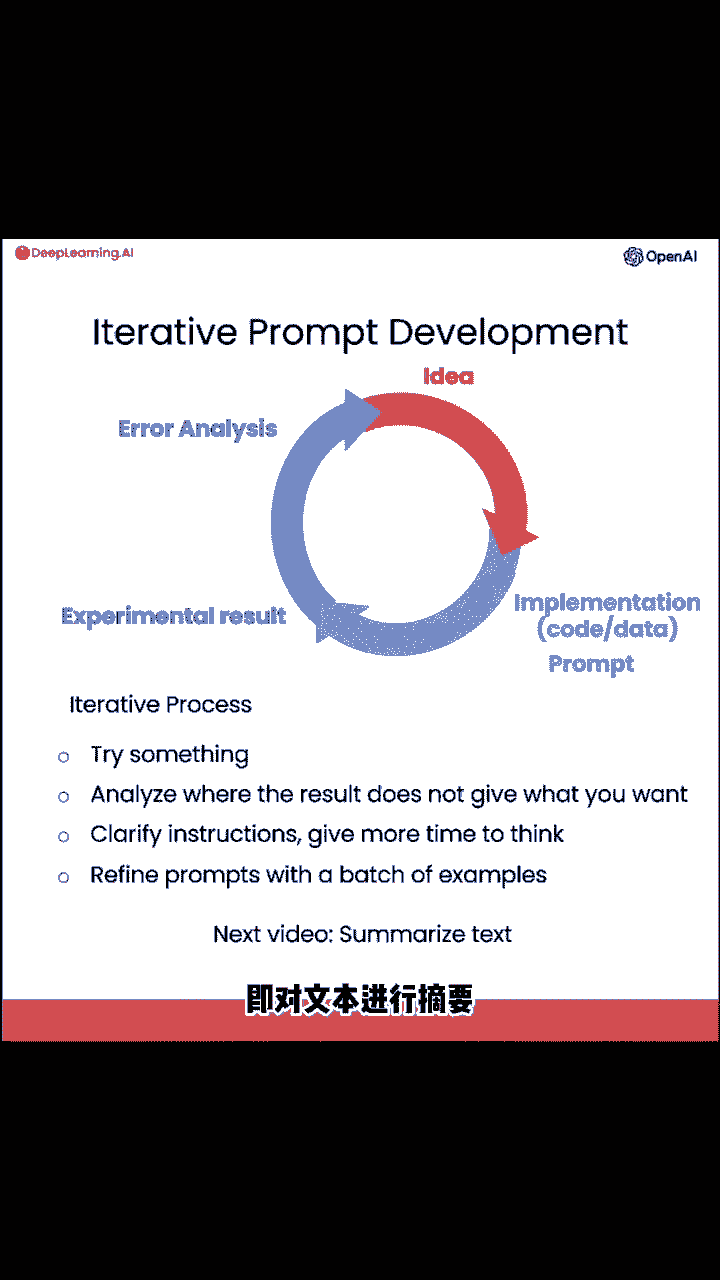 DeepLearning.AI
OpenAI
Iterative Prompt Development
Idea
Error Analysis
Experimental result
Implementation
(code/data)
Prompt
Iterative Process
Try something
Analyze where the result does not give what you want
Clarify instructions, give more time to think
Refine prompts with a batch of examples
Next video: Summarize text
即对文本进行摘要